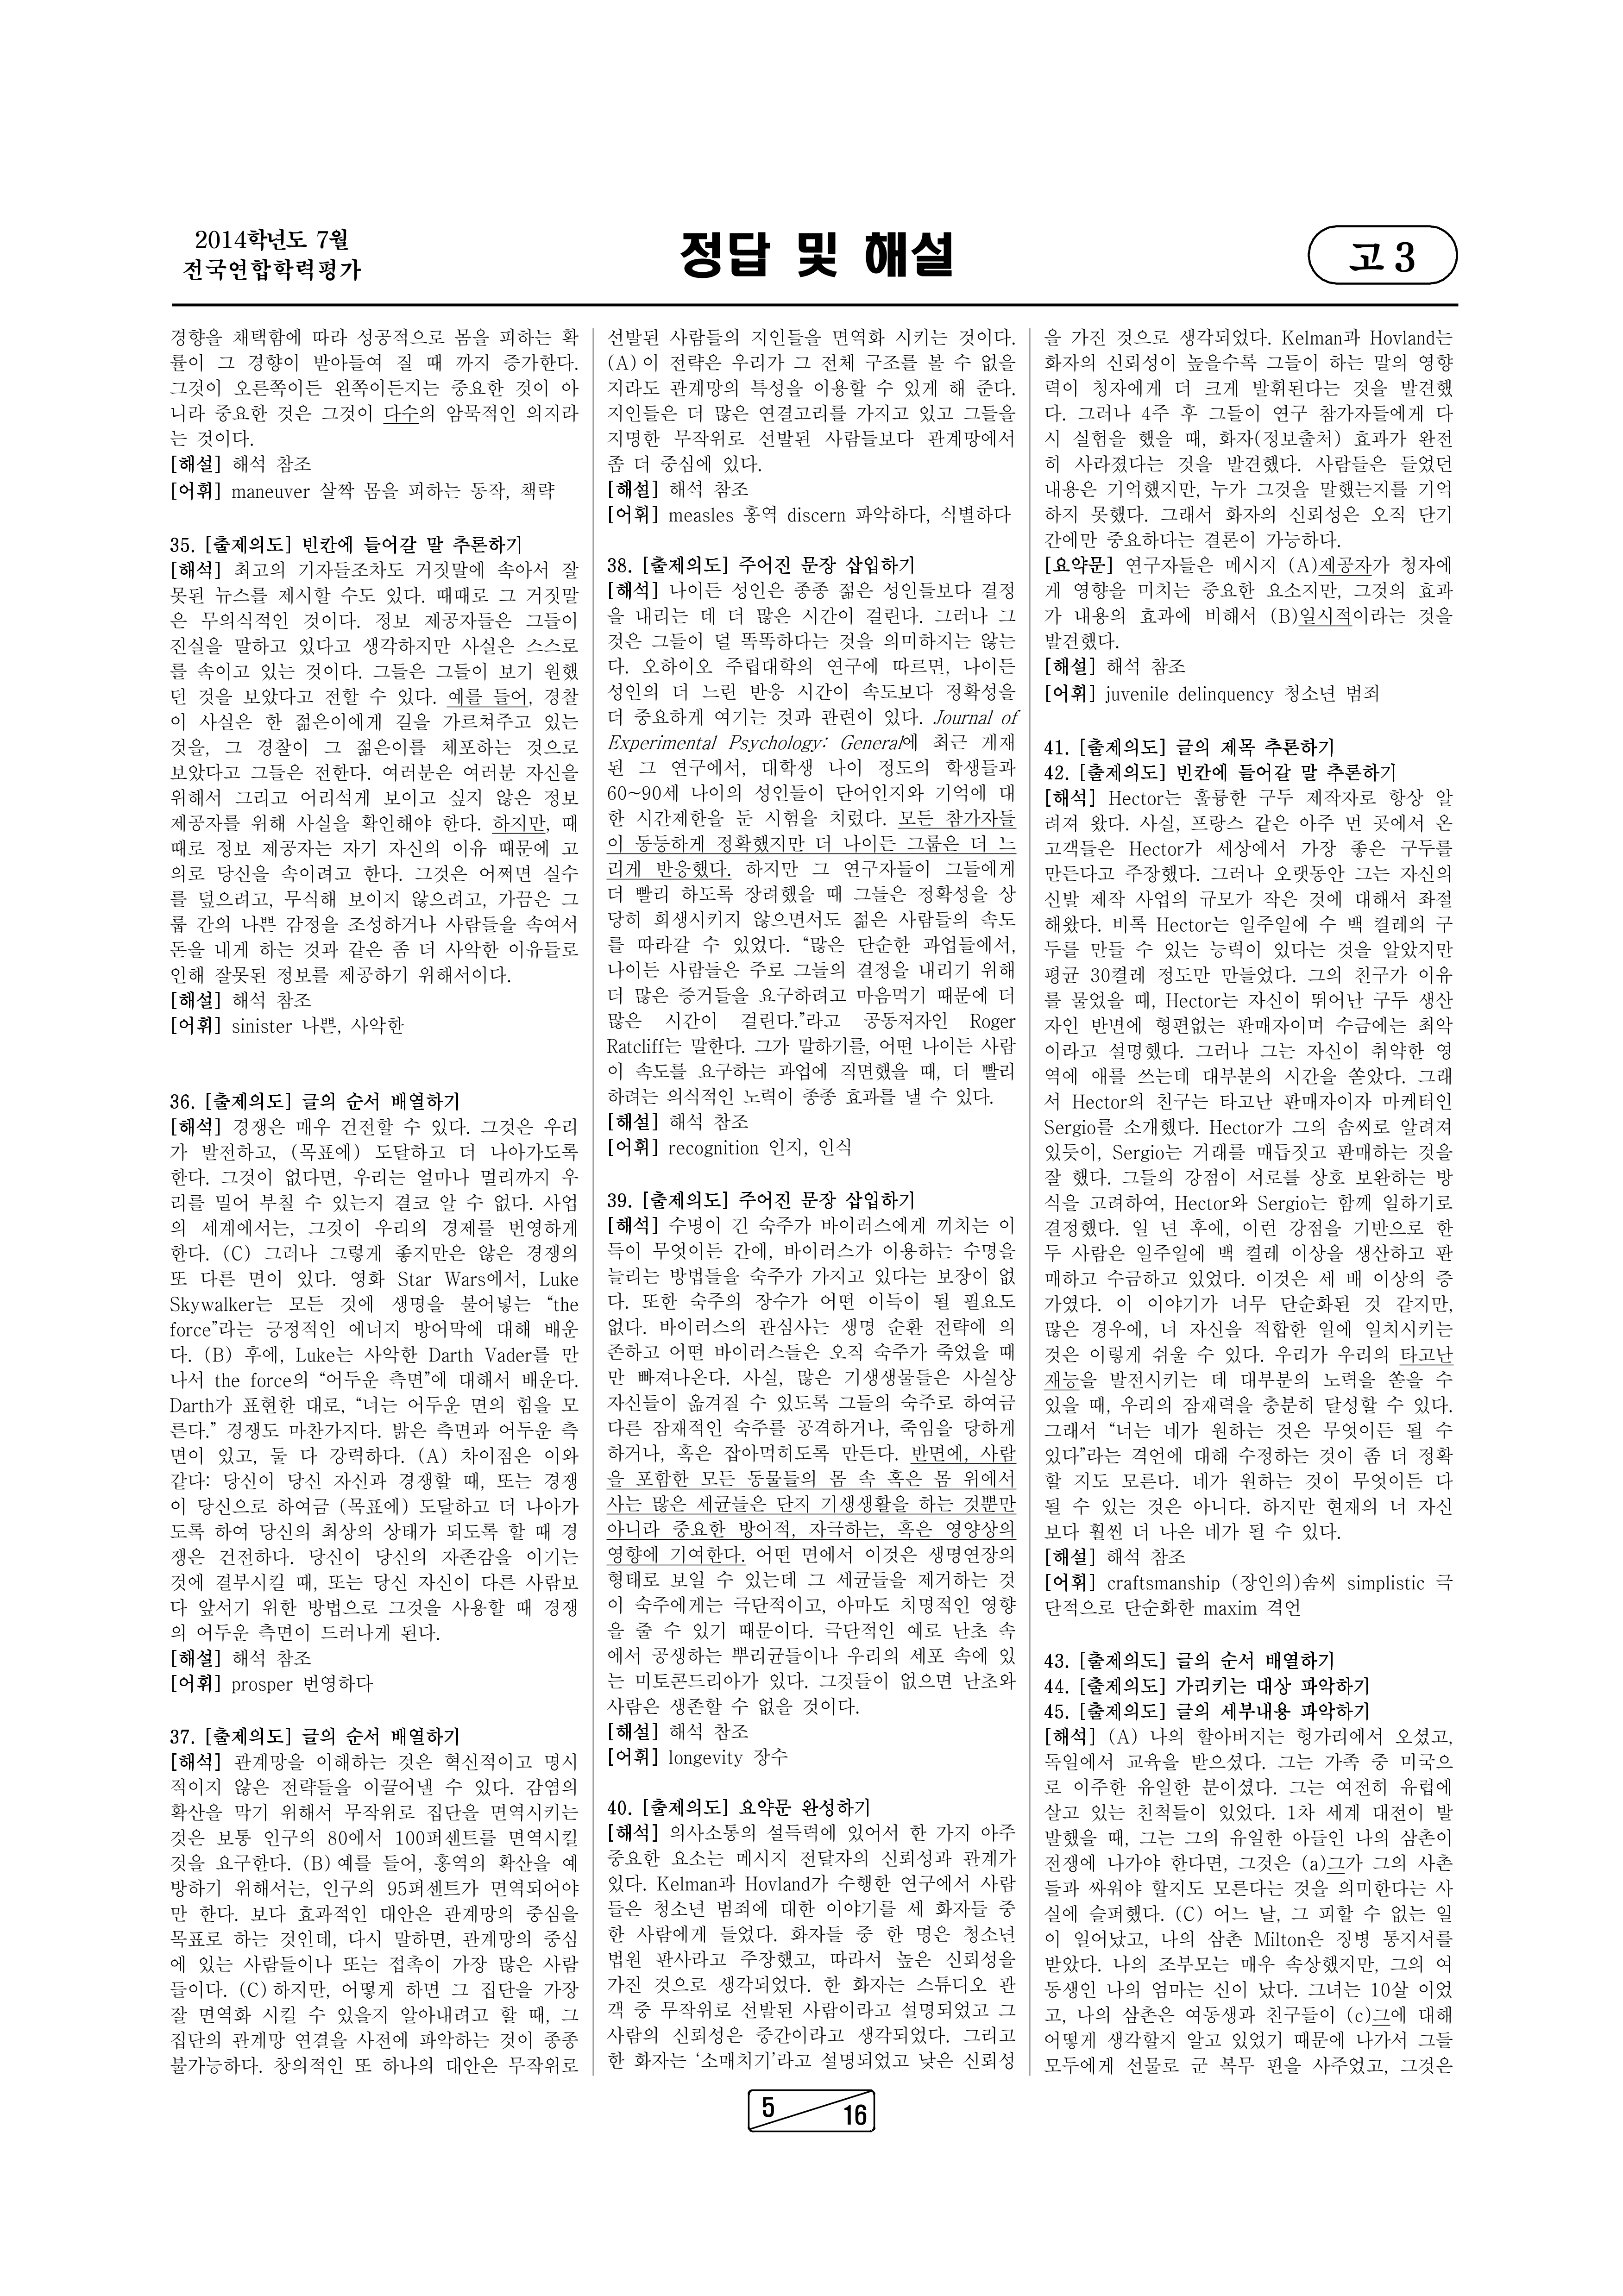 2014학년도 7월
전국연합학력평가
정답 및 해설
고 3
경향을 채택함에 따라 성공적으로 몸을 피하는 확
률이 그 경향이 받아들여 질 때 까지 증가한다.
그것이 오른쪽이든 왼쪽이든지는 중요한 것이 아
니라 중요한 것은 그것이 다수의 암묵적인 의지라
는 것이다.
[해설] 해석 참조
[어휘] maneuver 살짝 몸을 피하는 동작, 책략
35. [출제의도] 빈칸에 들어갈 말 추론하기
[해석] 최고의 기자들조차도 거짓말에 속아서 잘
못된 뉴스를 제시할 수도 있다. 때때로 그 거짓말
은 무의식적인 것이다. 정보 제공자들은 그들이
진실을 말하고 있다고 생각하지만 사실은 스스로
를 속이고 있는 것이다. 그들은 그들이 보기 원했
던 것을 보았다고 전할 수 있다. 예를 들어, 경찰
이 사실은 한 젊은이에게 길을 가르쳐주고 있는
것을, 그 경찰이 그 젊은이를 체포하는 것으로
보았다고 그들은 전한다. 여러분은 여러분 자신을
위해서 그리고 어리석게 보이고 싶지 않은 정보
제공자를 위해 사실을 확인해야 한다. 하지만, 때
때로 정보 제공자는 자기 자신의 이유 때문에 고
의로 당신을 속이려고 한다. 그것은 어쩌면 실수
를 덮으려고, 무식해 보이지 않으려고, 가끔은 그
룹 간의 나쁜 감정을 조성하거나 사람들을 속여서
돈을 내게 하는 것과 같은 좀 더 사악한 이유들로
인해 잘못된 정보를 제공하기 위해서이다.
[해설] 해석 참조
[어휘] sinister 나쁜, 사악한
36. [출제의도] 글의 순서 배열하기
[해석] 경쟁은 매우 건전할 수 있다. 그것은 우리
가 발전하고, (목표에) 도달하고 더 나아가도록
한다. 그것이 없다면, 우리는 얼마나 멀리까지 우
리를 밀어 부칠 수 있는지 결코 알 수 없다. 사업
의 세계에서는, 그것이 우리의 경제를 번영하게
한다. (C) 그러나 그렇게 좋지만은 않은 경쟁의
또 다른 면이 있다. 영화 Star Wars에서, Luke
Skywalker는 모든 것에 생명을 불어넣는 “the
force”라는 긍정적인 에너지 방어막에 대해 배운
다. (B) 후에, Luke는 사악한 Darth Vader를 만
나서 the force의 “어두운 측면”에 대해서 배운다.
Darth가 표현한 대로, “너는 어두운 면의 힘을 모
른다.” 경쟁도 마찬가지다. 밝은 측면과 어두운 측
면이 있고, 둘 다 강력하다. (A) 차이점은 이와
같다: 당신이 당신 자신과 경쟁할 때, 또는 경쟁
이 당신으로 하여금 (목표에) 도달하고 더 나아가
도록 하여 당신의 최상의 상태가 되도록 할 때 경
쟁은 건전하다. 당신이 당신의 자존감을 이기는
것에 결부시킬 때, 또는 당신 자신이 다른 사람보
다 앞서기 위한 방법으로 그것을 사용할 때 경쟁
의 어두운 측면이 드러나게 된다.
[해설] 해석 참조
[어휘] prosper 번영하다
37. [출제의도] 글의 순서 배열하기
[해석] 관계망을 이해하는 것은 혁신적이고 명시
적이지 않은 전략들을 이끌어낼 수 있다. 감염의
확산을 막기 위해서 무작위로 집단을 면역시키는
것은 보통 인구의 80에서 100퍼센트를 면역시킬
것을 요구한다. (B) 예를 들어, 홍역의 확산을 예
방하기 위해서는, 인구의 95퍼센트가 면역되어야
만 한다. 보다 효과적인 대안은 관계망의 중심을
목표로 하는 것인데, 다시 말하면, 관계망의 중심
에 있는 사람들이나 또는 접촉이 가장 많은 사람
들이다. (C) 하지만, 어떻게 하면 그 집단을 가장
잘 면역화 시킬 수 있을지 알아내려고 할 때, 그
집단의 관계망 연결을 사전에 파악하는 것이 종종
불가능하다. 창의적인 또 하나의 대안은 무작위로
선발된 사람들의 지인들을 면역화 시키는 것이다.
(A) 이 전략은 우리가 그 전체 구조를 볼 수 없을
지라도 관계망의 특성을 이용할 수 있게 해 준다.
지인들은 더 많은 연결고리를 가지고 있고 그들을
지명한 무작위로 선발된 사람들보다 관계망에서
좀 더 중심에 있다.
[해설] 해석 참조
[어휘] measles 홍역 discern 파악하다, 식별하다
38. [출제의도] 주어진 문장 삽입하기
[해석] 나이든 성인은 종종 젊은 성인들보다 결정
을 내리는 데 더 많은 시간이 걸린다. 그러나 그
것은 그들이 덜 똑똑하다는 것을 의미하지는 않는
다. 오하이오 주립대학의 연구에 따르면, 나이든
성인의 더 느린 반응 시간이 속도보다 정확성을
더 중요하게 여기는 것과 관련이 있다. Journal of
Experimental Psychology: General에 최근 게재
된 그 연구에서, 대학생 나이 정도의 학생들과
60~90세 나이의 성인들이 단어인지와 기억에 대
한 시간제한을 둔 시험을 치렀다. 모든 참가자들
이 동등하게 정확했지만 더 나이든 그룹은 더 느
리게 반응했다. 하지만 그 연구자들이 그들에게
더 빨리 하도록 장려했을 때 그들은 정확성을 상
당히 희생시키지 않으면서도 젊은 사람들의 속도
를 따라갈 수 있었다. “많은 단순한 과업들에서,
나이든 사람들은 주로 그들의 결정을 내리기 위해
더 많은 증거들을 요구하려고 마음먹기 때문에 더
많은 시간이 걸린다.”라고 공동저자인 Roger
Ratcliff는 말한다. 그가 말하기를, 어떤 나이든 사람
이 속도를 요구하는 과업에 직면했을 때, 더 빨리
하려는 의식적인 노력이 종종 효과를 낼 수 있다.
[해설] 해석 참조
[어휘] recognition 인지, 인식
39. [출제의도] 주어진 문장 삽입하기
[해석] 수명이 긴 숙주가 바이러스에게 끼치는 이
득이 무엇이든 간에, 바이러스가 이용하는 수명을
늘리는 방법들을 숙주가 가지고 있다는 보장이 없
다. 또한 숙주의 장수가 어떤 이득이 될 필요도
없다. 바이러스의 관심사는 생명 순환 전략에 의
존하고 어떤 바이러스들은 오직 숙주가 죽었을 때
만 빠져나온다. 사실, 많은 기생생물들은 사실상
자신들이 옮겨질 수 있도록 그들의 숙주로 하여금
다른 잠재적인 숙주를 공격하거나, 죽임을 당하게
하거나, 혹은 잡아먹히도록 만든다. 반면에, 사람
을 포함한 모든 동물들의 몸 속 혹은 몸 위에서
사는 많은 세균들은 단지 기생생활을 하는 것뿐만
아니라 중요한 방어적, 자극하는, 혹은 영양상의
영향에 기여한다. 어떤 면에서 이것은 생명연장의
형태로 보일 수 있는데 그 세균들을 제거하는 것
이 숙주에게는 극단적이고, 아마도 치명적인 영향
을 줄 수 있기 때문이다. 극단적인 예로 난초 속
에서 공생하는 뿌리균들이나 우리의 세포 속에 있
는 미토콘드리아가 있다. 그것들이 없으면 난초와
사람은 생존할 수 없을 것이다.
[해설] 해석 참조
[어휘] longevity 장수
40. [출제의도] 요약문 완성하기
[해석] 의사소통의 설득력에 있어서 한 가지 아주
중요한 요소는 메시지 전달자의 신뢰성과 관계가
있다. Kelman과 Hovland가 수행한 연구에서 사람
들은 청소년 범죄에 대한 이야기를 세 화자들 중
한 사람에게 들었다. 화자들 중 한 명은 청소년
법원 판사라고 주장했고, 따라서 높은 신뢰성을
가진 것으로 생각되었다. 한 화자는 스튜디오 관
객 중 무작위로 선발된 사람이라고 설명되었고 그
사람의 신뢰성은 중간이라고 생각되었다. 그리고
한 화자는 ‘소매치기’라고 설명되었고 낮은 신뢰성
을 가진 것으로 생각되었다. Kelman과 Hovland는
화자의 신뢰성이 높을수록 그들이 하는 말의 영향
력이 청자에게 더 크게 발휘된다는 것을 발견했
다. 그러나 4주 후 그들이 연구 참가자들에게 다
시 실험을 했을 때, 화자(정보출처) 효과가 완전
히 사라졌다는 것을 발견했다. 사람들은 들었던
내용은 기억했지만, 누가 그것을 말했는지를 기억
하지 못했다. 그래서 화자의 신뢰성은 오직 단기
간에만 중요하다는 결론이 가능하다.
[요약문] 연구자들은 메시지 (A)제공자가 청자에
게 영향을 미치는 중요한 요소지만, 그것의 효과
가 내용의 효과에 비해서 (B)일시적이라는 것을
발견했다.
[해설] 해석 참조
[어휘] juvenile delinquency 청소년 범죄
41. [출제의도] 글의 제목 추론하기
42. [출제의도] 빈칸에 들어갈 말 추론하기
[해석] Hector는 훌륭한 구두 제작자로 항상 알
려져 왔다. 사실, 프랑스 같은 아주 먼 곳에서 온
고객들은 Hector가 세상에서 가장 좋은 구두를
만든다고 주장했다. 그러나 오랫동안 그는 자신의
신발 제작 사업의 규모가 작은 것에 대해서 좌절
해왔다. 비록 Hector는 일주일에 수 백 켤레의 구
두를 만들 수 있는 능력이 있다는 것을 알았지만
평균 30켤레 정도만 만들었다. 그의 친구가 이유
를 물었을 때, Hector는 자신이 뛰어난 구두 생산
자인 반면에 형편없는 판매자이며 수금에는 최악
이라고 설명했다. 그러나 그는 자신이 취약한 영
역에 애를 쓰는데 대부분의 시간을 쏟았다. 그래
서 Hector의 친구는 타고난 판매자이자 마케터인
Sergio를 소개했다. Hector가 그의 솜씨로 알려져
있듯이, Sergio는 거래를 매듭짓고 판매하는 것을
잘 했다. 그들의 강점이 서로를 상호 보완하는 방
식을 고려하여, Hector와 Sergio는 함께 일하기로
결정했다. 일 년 후에, 이런 강점을 기반으로 한
두 사람은 일주일에 백 켤레 이상을 생산하고 판
매하고 수금하고 있었다. 이것은 세 배 이상의 증
가였다. 이 이야기가 너무 단순화된 것 같지만,
많은 경우에, 너 자신을 적합한 일에 일치시키는
것은 이렇게 쉬울 수 있다. 우리가 우리의 타고난
재능을 발전시키는 데 대부분의 노력을 쏟을 수
있을 때, 우리의 잠재력을 충분히 달성할 수 있다.
그래서 “너는 네가 원하는 것은 무엇이든 될 수
있다”라는 격언에 대해 수정하는 것이 좀 더 정확
할 지도 모른다. 네가 원하는 것이 무엇이든 다
될 수 있는 것은 아니다. 하지만 현재의 너 자신
보다 훨씬 더 나은 네가 될 수 있다.
[해설] 해석 참조
[어휘] craftsmanship (장인의)솜씨 simplistic 극
단적으로 단순화한 maxim 격언
43. [출제의도] 글의 순서 배열하기
44. [출제의도] 가리키는 대상 파악하기
45. [출제의도] 글의 세부내용 파악하기
[해석] (A) 나의 할아버지는 헝가리에서 오셨고,
독일에서 교육을 받으셨다. 그는 가족 중 미국으
로 이주한 유일한 분이셨다. 그는 여전히 유럽에
살고 있는 친척들이 있었다. 1차 세계 대전이 발
발했을 때, 그는 그의 유일한 아들인 나의 삼촌이
전쟁에 나가야 한다면, 그것은 (a)그가 그의 사촌
들과 싸워야 할지도 모른다는 것을 의미한다는 사
실에 슬퍼했다. (C) 어느 날, 그 피할 수 없는 일
이 일어났고, 나의 삼촌 Milton은 징병 통지서를
받았다. 나의 조부모는 매우 속상했지만, 그의 여
동생인 나의 엄마는 신이 났다. 그녀는 10살 이었
고, 나의 삼촌은 여동생과 친구들이 (c)그에 대해
어떻게 생각할지 알고 있었기 때문에 나가서 그들
모두에게 선물로 군 복무 핀을 사주었고, 그것은
5
16